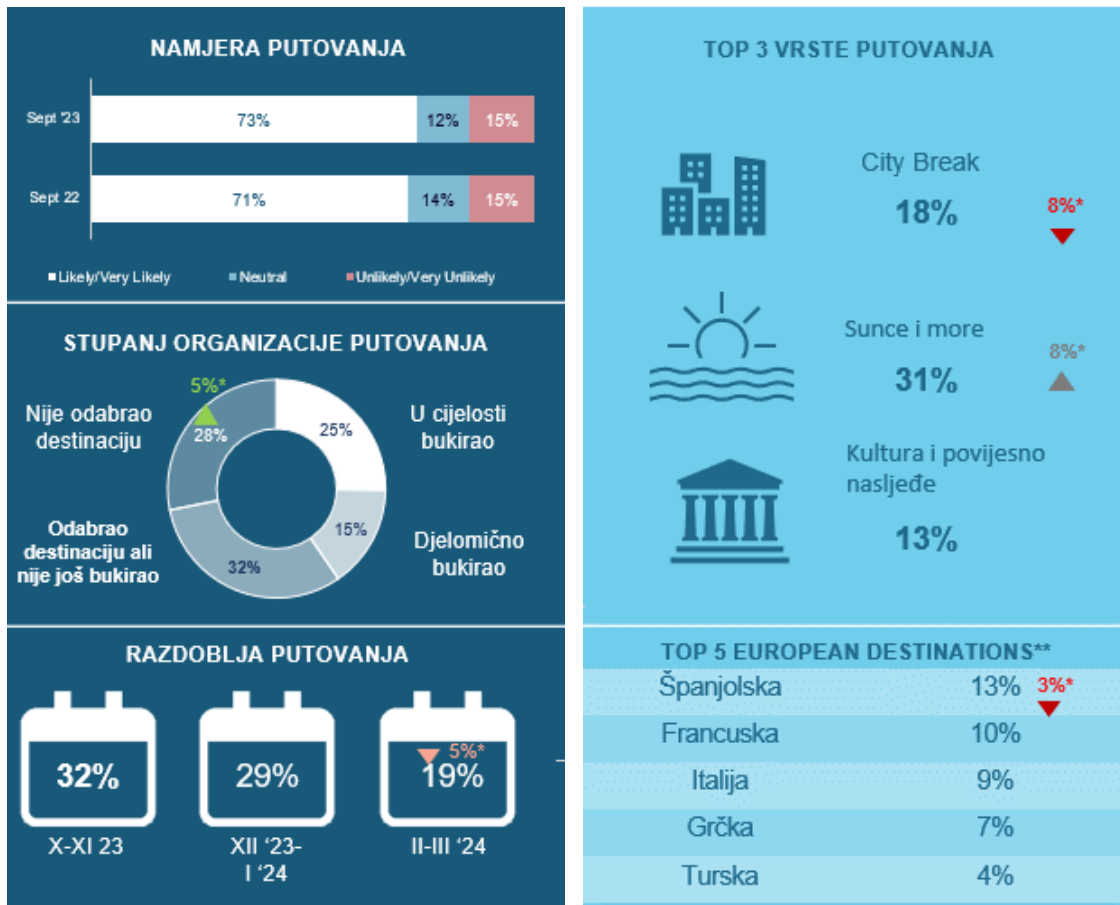 NAMJERA PUTOVANJA
Sept '23
73%
12%
15%
Sept 22
71%
14%
15%
Likely/Very Likely
Neutral
Unlikely/Very Unlikely
STUPANJ ORGANIZACIJE PUTOVANJA
5%*
Nije odabrao
destinaciju
28%
25%
U cijelosti
bukirao
Odabrao
destinaciju ali
nije još bukirao
32%
15%
Djelomično
bukirao
RAZDOBLJA PUTOVANJA
32%
29%
5%*
19%
X-XI 23
XII '23-
I '24
II-III '24
TOP 3 VRSTE PUTOVANJA
City Break
18%
8%*
Sunce i more
31%
8%*
Kultura i povijesno
nasljeđe
13%
TOP 5 EUROPEAN DESTINATIONS**
Španjolska 13% 3%*
Francuska 10%
Italija 9%
Grčka 7%
Turska 4%